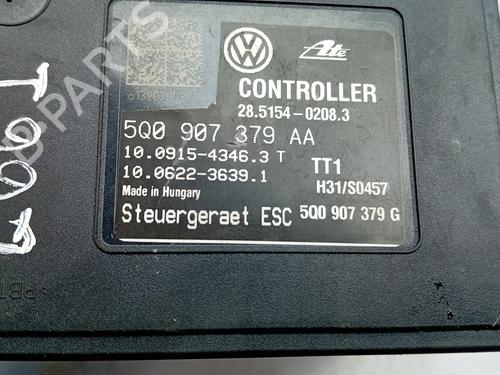 Ate
CONTROLLER
28.5154-0208.3
5Q0 907 379 AA
10.0915-4346.3 T
10.0622-3639.1
TT1
H31/S0457
Made in Hungary
Steuergeraet ESC 5Q0 907 379 G
PARTS